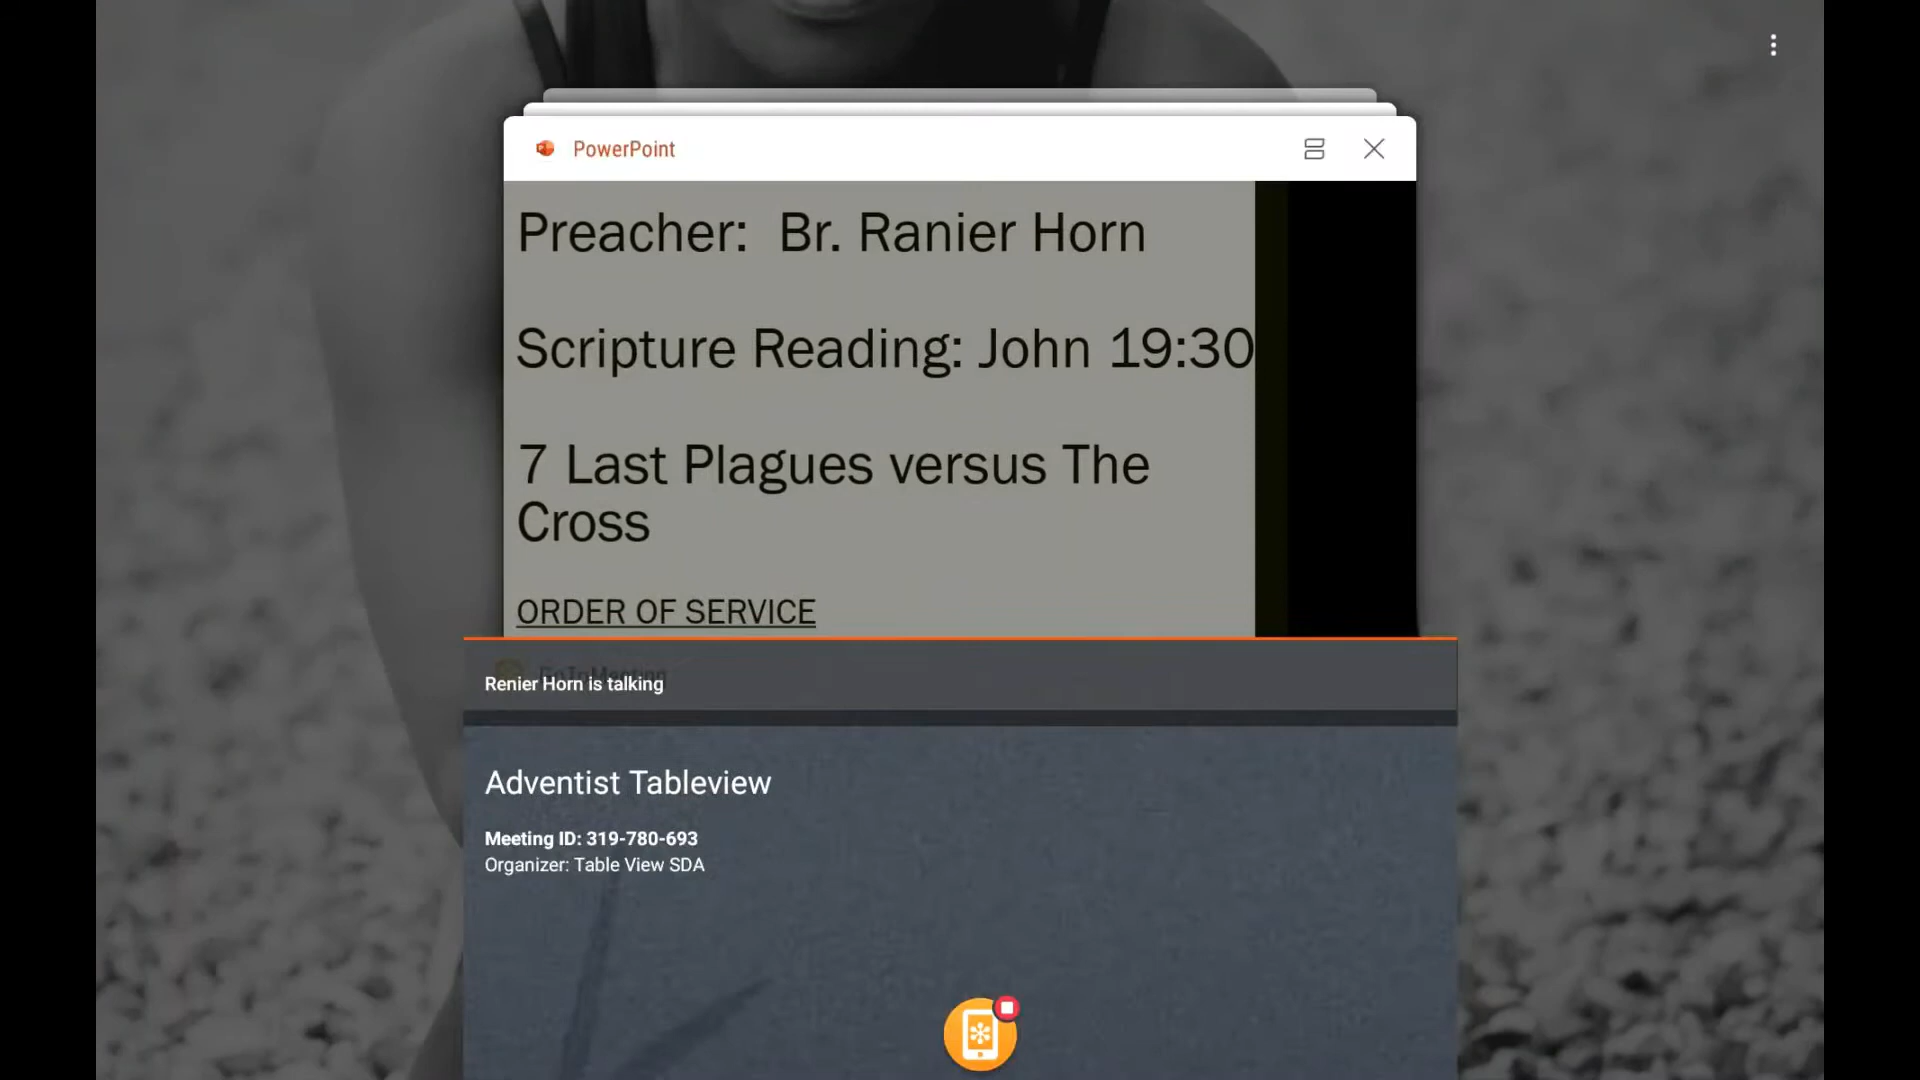 PowerPoint
Preacher: Br. Ranier Horn
Scripture Reading: John 19:30
7 Last Plagues versus The
Cross
ORDER OF SERVICE
GoToMeeting
Renier Horn is talking
Adventist Tableview
Meeting ID: 319-780-693
Organizer: Table View SDA